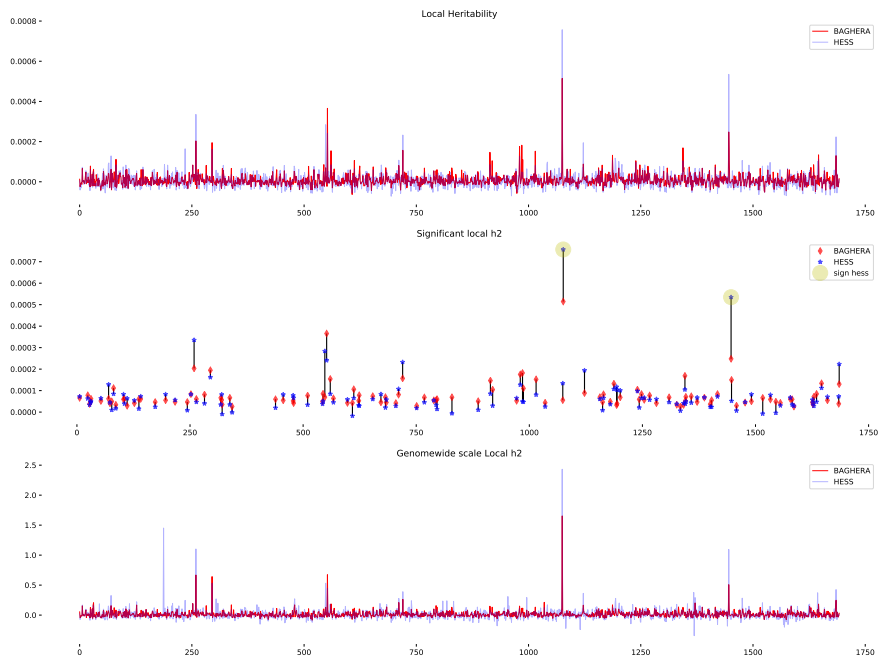 Local Heritability
0.0008
0.0006
0.0004
0.0002
0.0000
BAGHERA
HESS
0 250 500 750 1000 1250 1500 1750
Significant local h2
0.0007
0.0006
0.0005
0.0004
0.0003
0.0002
0.0001
0.0000
BAGHERA
HESS
sign hess
0 250 500 750 1000 1250 1500 1750
Genomewide scale Local h2
2.5
2.0
1.5
1.0
0.5
0.0
BAGHERA
HESS
0 250 500 750 1000 1250 1500 1750